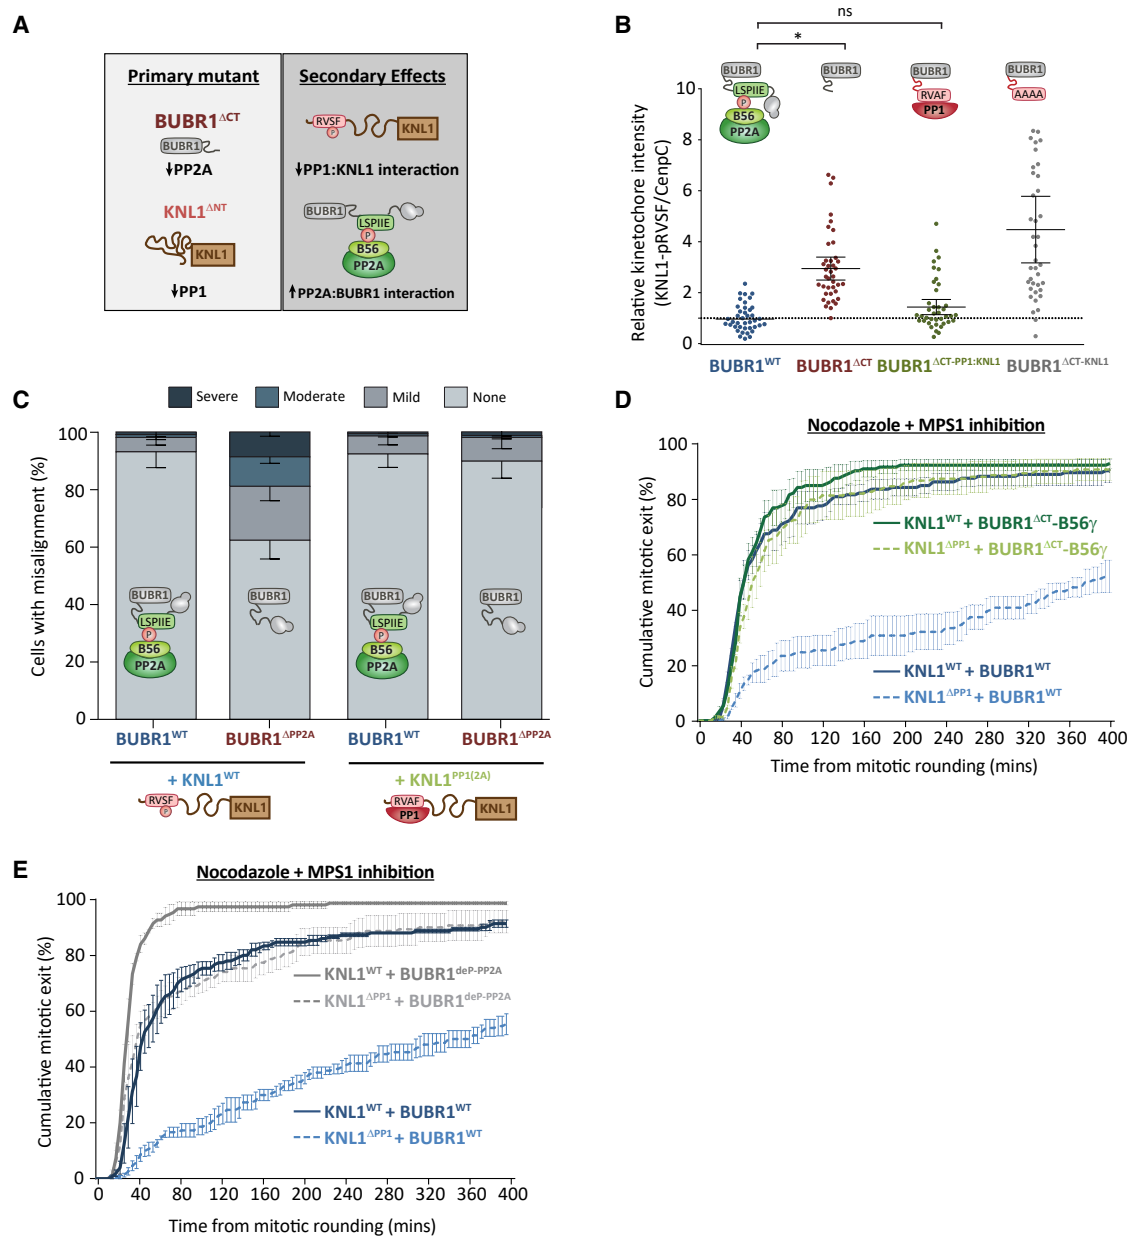 A
Primary mutant
Secondary Effects
BUBR1ΔCT
BUBR1
↓PP2A
RVSF
P
KNL1
↓PP1:KNL1 interaction
KNL1ΔNT
KNL1
↓PP1
BUBR1
LSPIIE
P
B56
PP2A
↑PP2A:BUBR1 interaction
B
ns
*
BUBR1
LSPIIE
P
B56
PP2A
BUBR1
BUBR1
RVAF
PP1
BUBR1
AAAA
Relative kinetochore intensity
(KNL1-pRVSF/CenpC)
10
8
6
4
2
0
BUBR1WT
BUBR1ΔCT
BUBR1ΔCT-PP1:KNL1
BUBR1ΔCT-KNL1
C
Severe
Moderate
Mild
None
Cells with misalignment (%)
100
80
60
40
20
0
BUBR1
LSPIIE
P
B56
PP2A
BUBR1
BUBR1
LSPIIE
P
B56
PP2A
BUBR1
BUBR1WT
BUBR1ΔPP2A
BUBR1WT
BUBR1ΔPP2A
+ KNL1WT
+ KNL1PP1(2A)
RVSF
P
KNL1
RVAF
PP1
KNL1
D
Nocodazole + MPS1 inhibition
Cumulative mitotic exit (%)
100
80
60
40
20
0
KNL1WT + BUBR1ΔCT-B56γ
KNL1ΔPP1 + BUBR1ΔCT-B56γ
KNL1WT + BUBR1WT
KNL1ΔPP1 + BUBR1WT
0 40 80 120 160 200 240 280 320 360 400
Time from mitotic rounding (mins)
E
Nocodazole + MPS1 inhibition
Cumulative mitotic exit (%)
100
80
60
40
20
0
KNL1WT + BUBR1deP-PP2A
KNL1ΔPP1 + BUBR1deP-PP2A
KNL1WT + BUBR1WT
KNL1ΔPP1 + BUBR1WT
0 40 80 120 160 200 240 280 320 360 400
Time from mitotic rounding (mins)